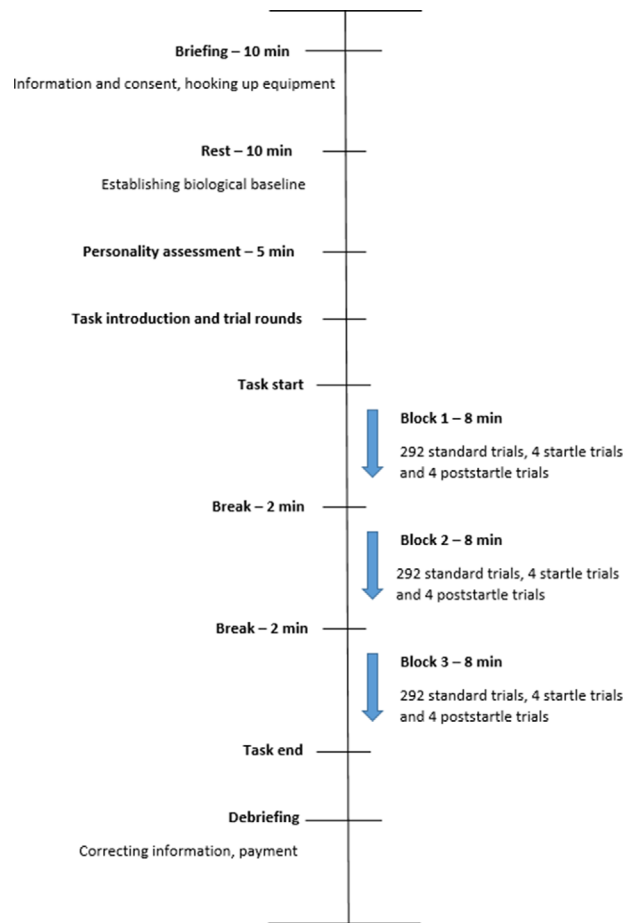 Briefing – 10 min
Information and consent, hooking up equipment
Rest – 10 min
Establishing biological baseline
Personality assessment – 5 min
Task introduction and trial rounds
Task start
Block 1 – 8 min
292 standard trials, 4 startle trials
and 4 poststartle trials
Break – 2 min
Block 2 – 8 min
292 standard trials, 4 startle trials
and 4 poststartle trials
Break – 2 min
Block 3 – 8 min
292 standard trials, 4 startle trials
and 4 poststartle trials
Task end
Debriefing
Correcting information, payment